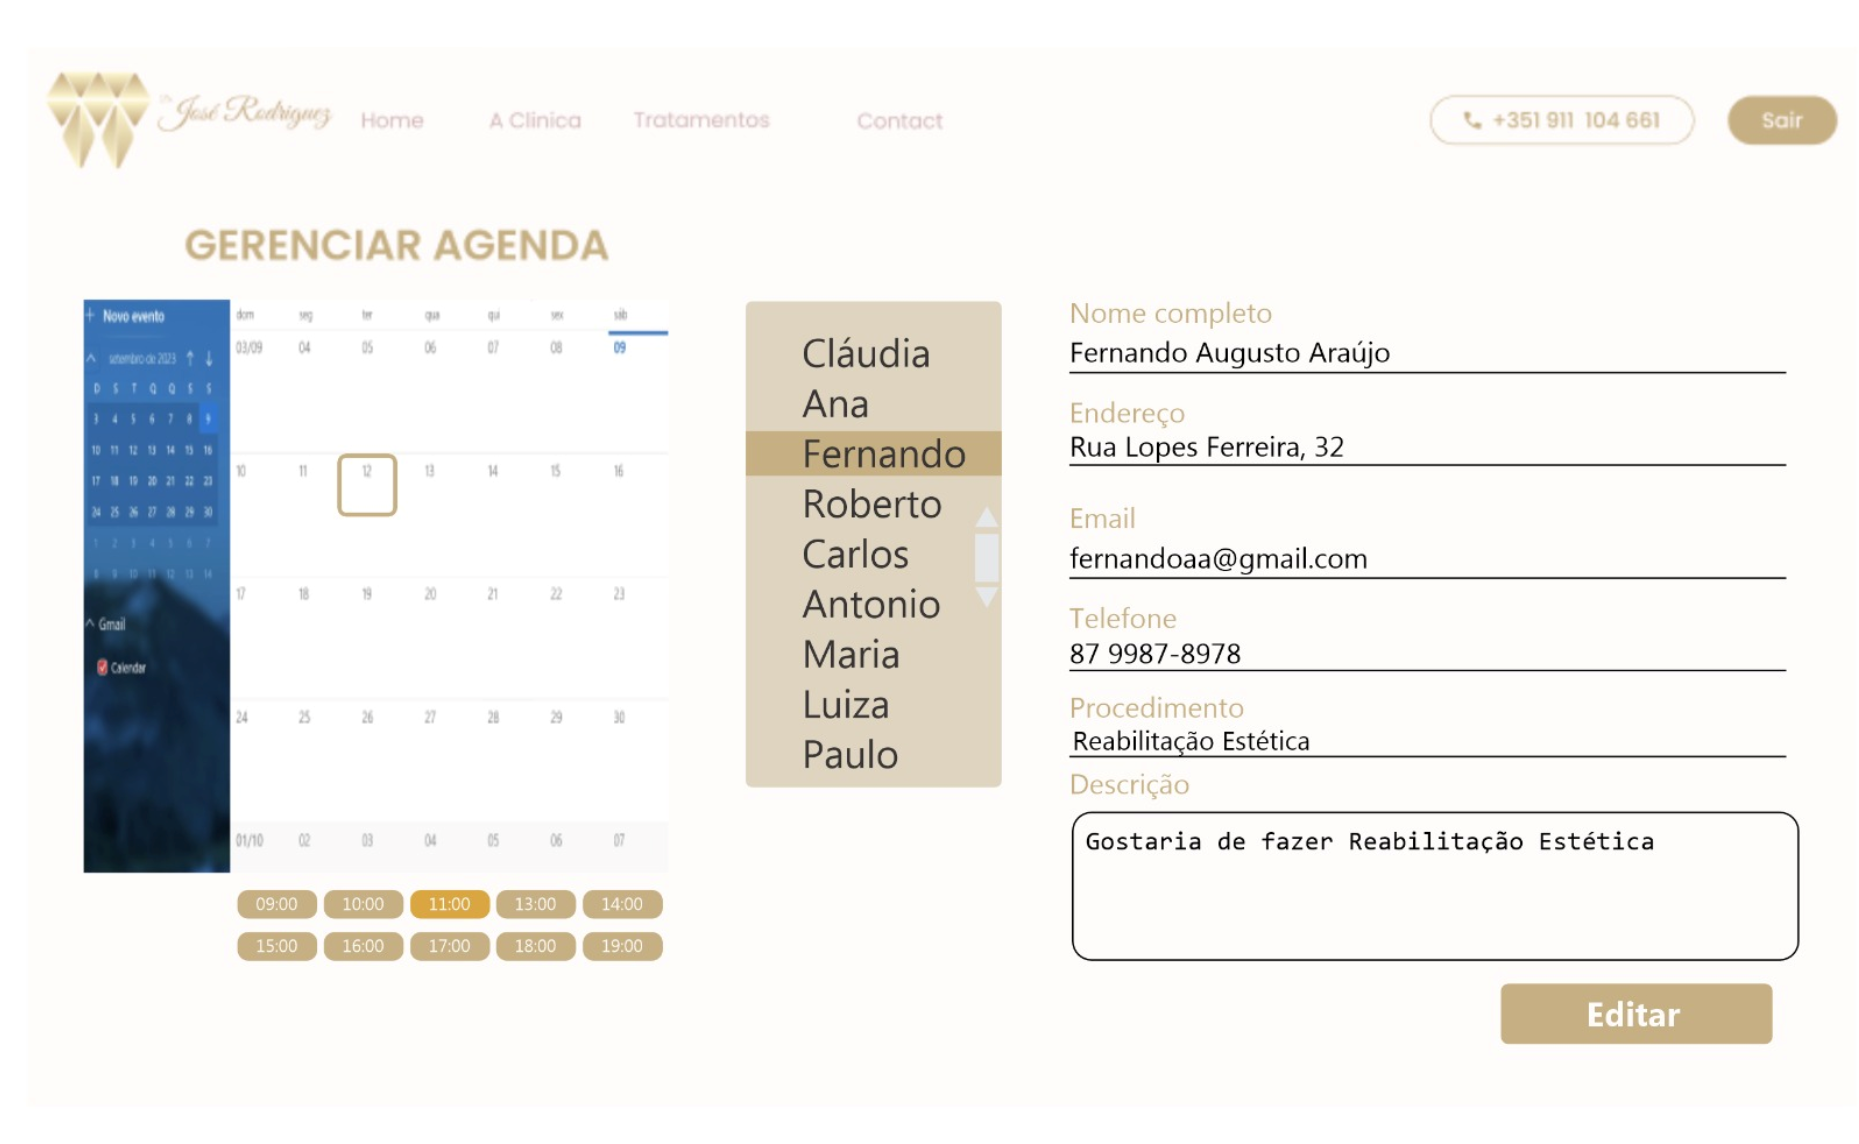 Dr José Rodriguez
Home A Clinica Tratamentos Contact
+351 911 104 661
Sair
GERENCIAR AGENDA
+ Novo evento
setembro de 2023
D S T Q Q S S
3 4 5 6 7 8 9
10 11 12 13 14 15 16
17 18 19 20 21 22 23
24 25 26 27 28 29 30
1 2 3 4 5 6 7
8 9 10 11 12 13 14
Gmail
Calendar
dom seg ter qua qui sex sáb
03/09 04 05 06 07 08 09
10 11 12 13 14 15 16
17 18 19 20 21 22 23
24 25 26 27 28 29 30
01/10 02 03 04 05 06 07
09:00 10:00 11:00 13:00 14:00
15:00 16:00 17:00 18:00 19:00
Cláudia
Ana
Fernando
Roberto
Carlos
Antonio
Maria
Luiza
Paulo
Nome completo
Fernando Augusto Araújo
Endereço
Rua Lopes Ferreira, 32
Email
fernandoaa@gmail.com
Telefone
87 9987-8978
Procedimento
Reabilitação Estética
Descrição
Gostaria de fazer Reabilitação Estética
Editar